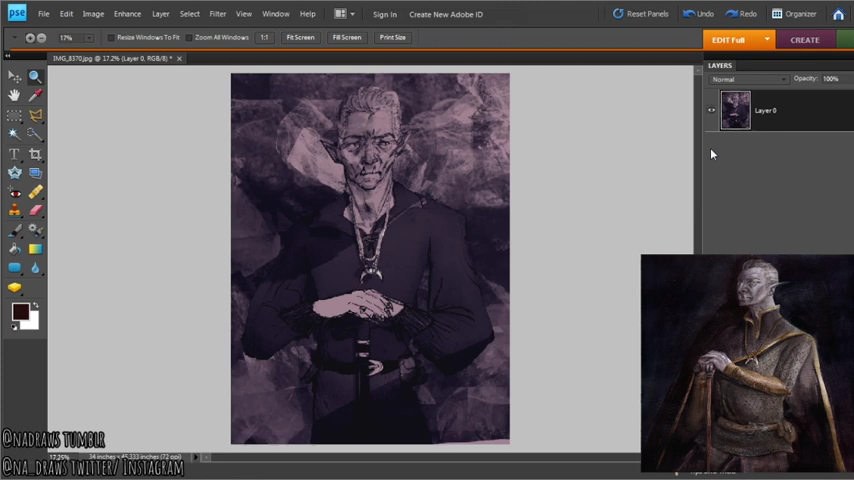 pse File Edit Image Enhance Layer Select Filter View Window Help Sign In Create New Adobe ID Reset Panels Undo Redo Organizer
17% Resize Windows To Fit Zoom All Windows 1:1 Fit Screen Fill Screen Print Size EDIT Full CREATE
IMG_8370.jpg @ 17.2% (Layer 0, RGB/8) *
LAYERS
Normal Opacity: 100%
Layer 0
@nadraws tumblr
@na_draws twitter/ Instagram